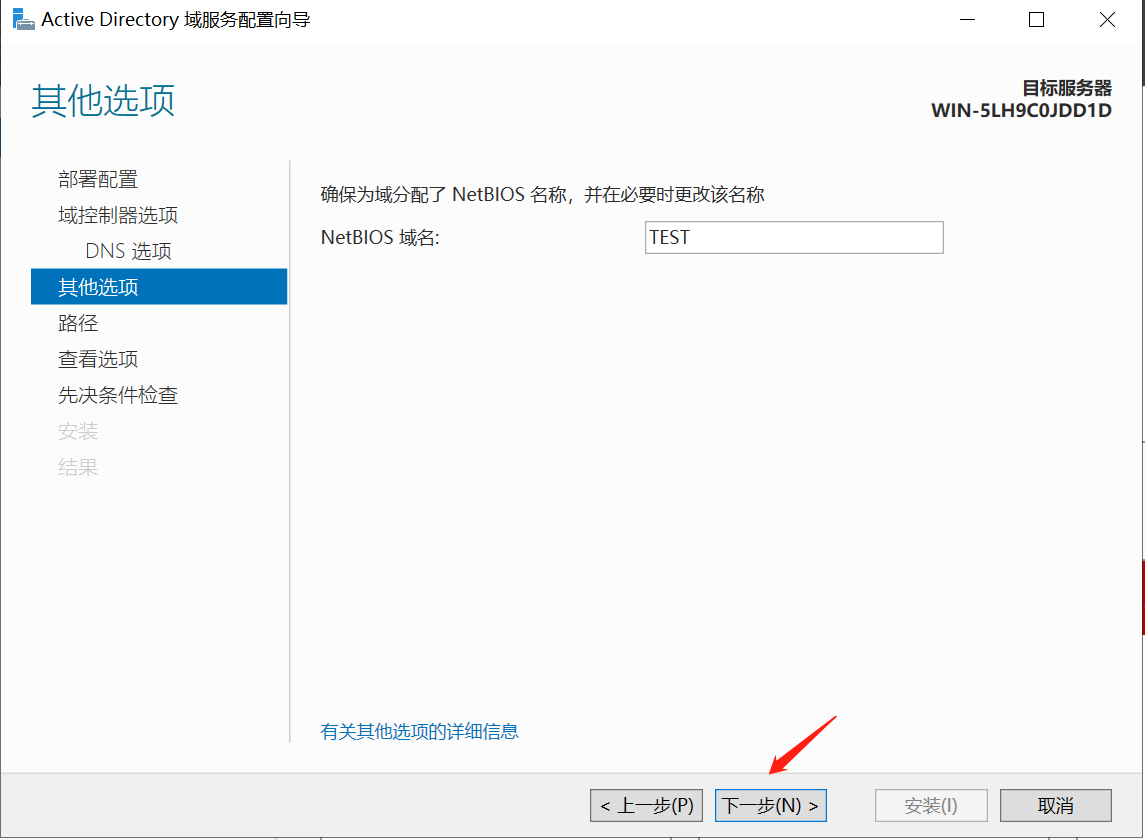 Active Directory 域服务配置向导
其他选项
目标服务器
WIN-5LH9C0JDD1D
部署配置
域控制器选项
DNS 选项
其他选项
路径
查看选项
先决条件检查
安装
结果
确保为域分配了 NetBIOS 名称，并在必要时更改该名称
NetBIOS 域名: TEST
有关其他选项的详细信息
< 上一步(P) 下一步(N) > 安装(I) 取消